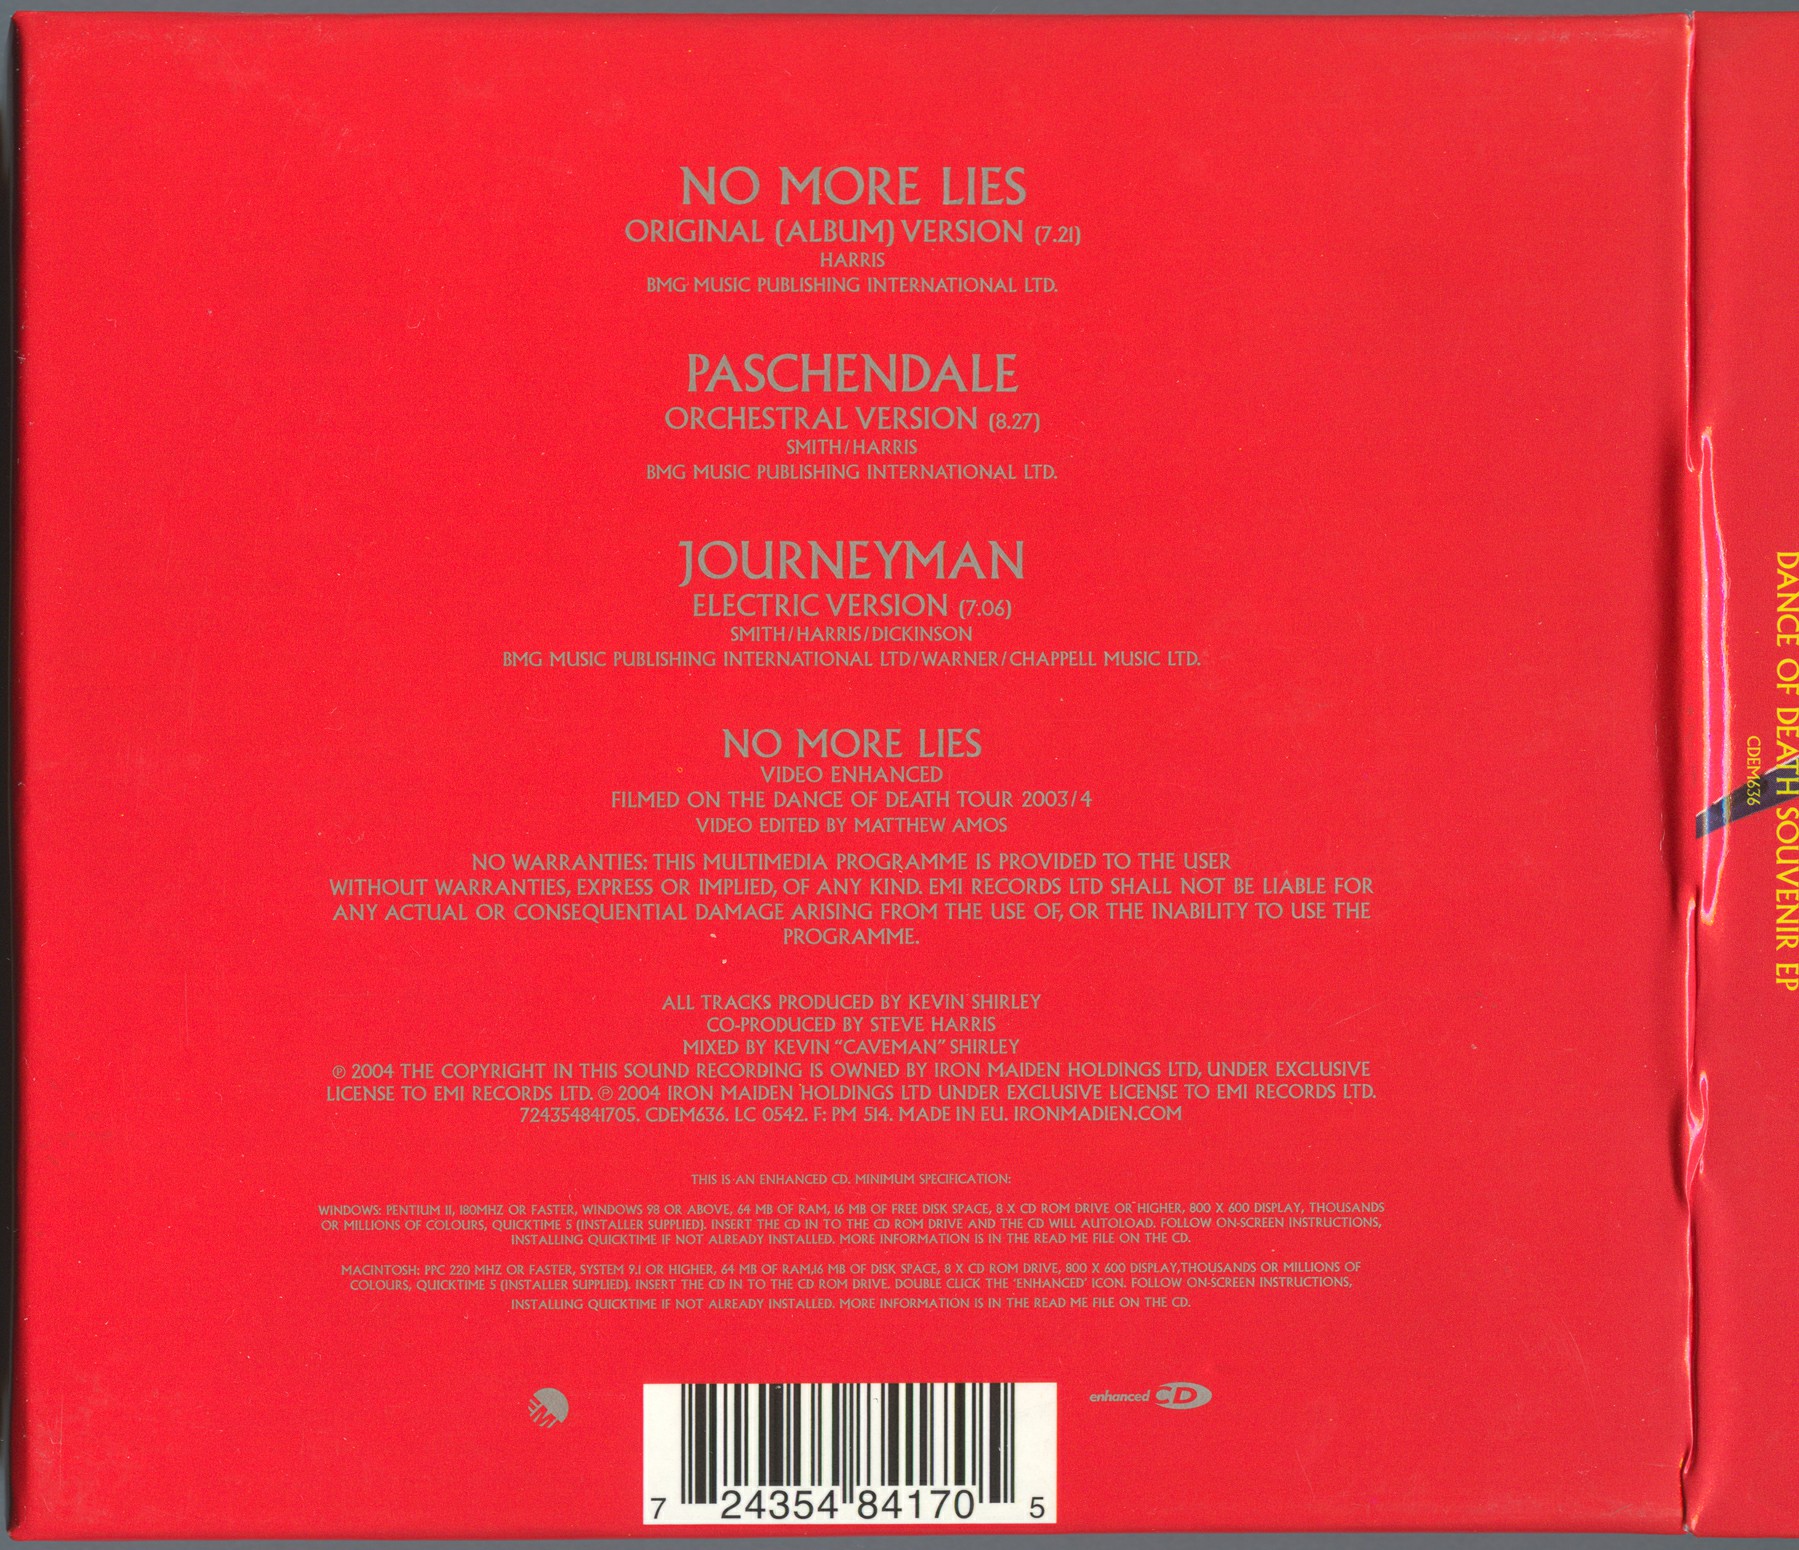 NO MORE LIES
ORIGINAL (ALBUM) VERSION (7.21)
HARRIS
BMG MUSIC PUBLISHING INTERNATIONAL LTD.
PASCHENDALE
ORCHESTRAL VERSION (8.27)
SMITH/HARRIS
BMG MUSIC PUBLISHING INTERNATIONAL LTD.
JOURNEYMAN
ELECTRIC VERSION (7.06)
SMITH/HARRIS/DICKINSON
BMG MUSIC PUBLISHING INTERNATIONAL LTD/WARNER/CHAPPELL MUSIC LTD.
NO MORE LIES
VIDEO ENHANCED
FILMED ON THE DANCE OF DEATH TOUR 2003/4
VIDEO EDITED BY MATTHEW AMOS
NO WARRANTIES: THIS MULTIMEDIA PROGRAMME IS PROVIDED TO THE USER
WITHOUT WARRANTIES, EXPRESS OR IMPLIED, OF ANY KIND. EMI RECORDS LTD SHALL NOT BE LIABLE FOR
ANY ACTUAL OR CONSEQUENTIAL DAMAGE ARISING FROM THE USE OF, OR THE INABILITY TO USE THE
PROGRAMME.
ALL TRACKS PRODUCED BY KEVIN SHIRLEY
CO-PRODUCED BY STEVE HARRIS
MIXED BY KEVIN "CAVEMAN" SHIRLEY
℗ 2004 THE COPYRIGHT IN THIS SOUND RECORDING IS OWNED BY IRON MAIDEN HOLDINGS LTD, UNDER EXCLUSIVE
LICENSE TO EMI RECORDS LTD. ℗ 2004 IRON MAIDEN HOLDINGS LTD UNDER EXCLUSIVE LICENSE TO EMI RECORDS LTD.
724354841705. CDEM636. LC 0542. F: PM 514. MADE IN EU. IRONMADIEN.COM
THIS IS AN ENHANCED CD. MINIMUM SPECIFICATION:
WINDOWS: PENTIUM II, 180MHZ OR FASTER, WINDOWS 98 OR ABOVE, 64 MB OF RAM, 16 MB OF FREE DISK SPACE, 8 X CD ROM DRIVE OR HIGHER, 800 X 600 DISPLAY, THOUSANDS
OR MILLIONS OF COLOURS, QUICKTIME 5 (INSTALLER SUPPLIED). INSERT THE CD IN TO THE CD ROM DRIVE AND THE CD WILL AUTOLOAD. FOLLOW ON-SCREEN INSTRUCTIONS,
INSTALLING QUICKTIME IF NOT ALREADY INSTALLED. MORE INFORMATION IS IN THE READ ME FILE ON THE CD.
MACINTOSH: PPC 220 MHZ OR FASTER, SYSTEM 9.1 OR HIGHER, 64 MB OF RAM,16 MB OF DISK SPACE, 8 X CD ROM DRIVE, 800 X 600 DISPLAY,THOUSANDS OR MILLIONS OF
COLOURS, QUICKTIME 5 (INSTALLER SUPPLIED). INSERT THE CD IN TO THE CD ROM DRIVE. DOUBLE CLICK THE 'ENHANCED' ICON. FOLLOW ON-SCREEN INSTRUCTIONS,
INSTALLING QUICKTIME IF NOT ALREADY INSTALLED. MORE INFORMATION IS IN THE READ ME FILE ON THE CD.
EMI
7 24354 84170 5
enhanced CD
DANCE OF DEATH SOUVENIR EP
CDEM636